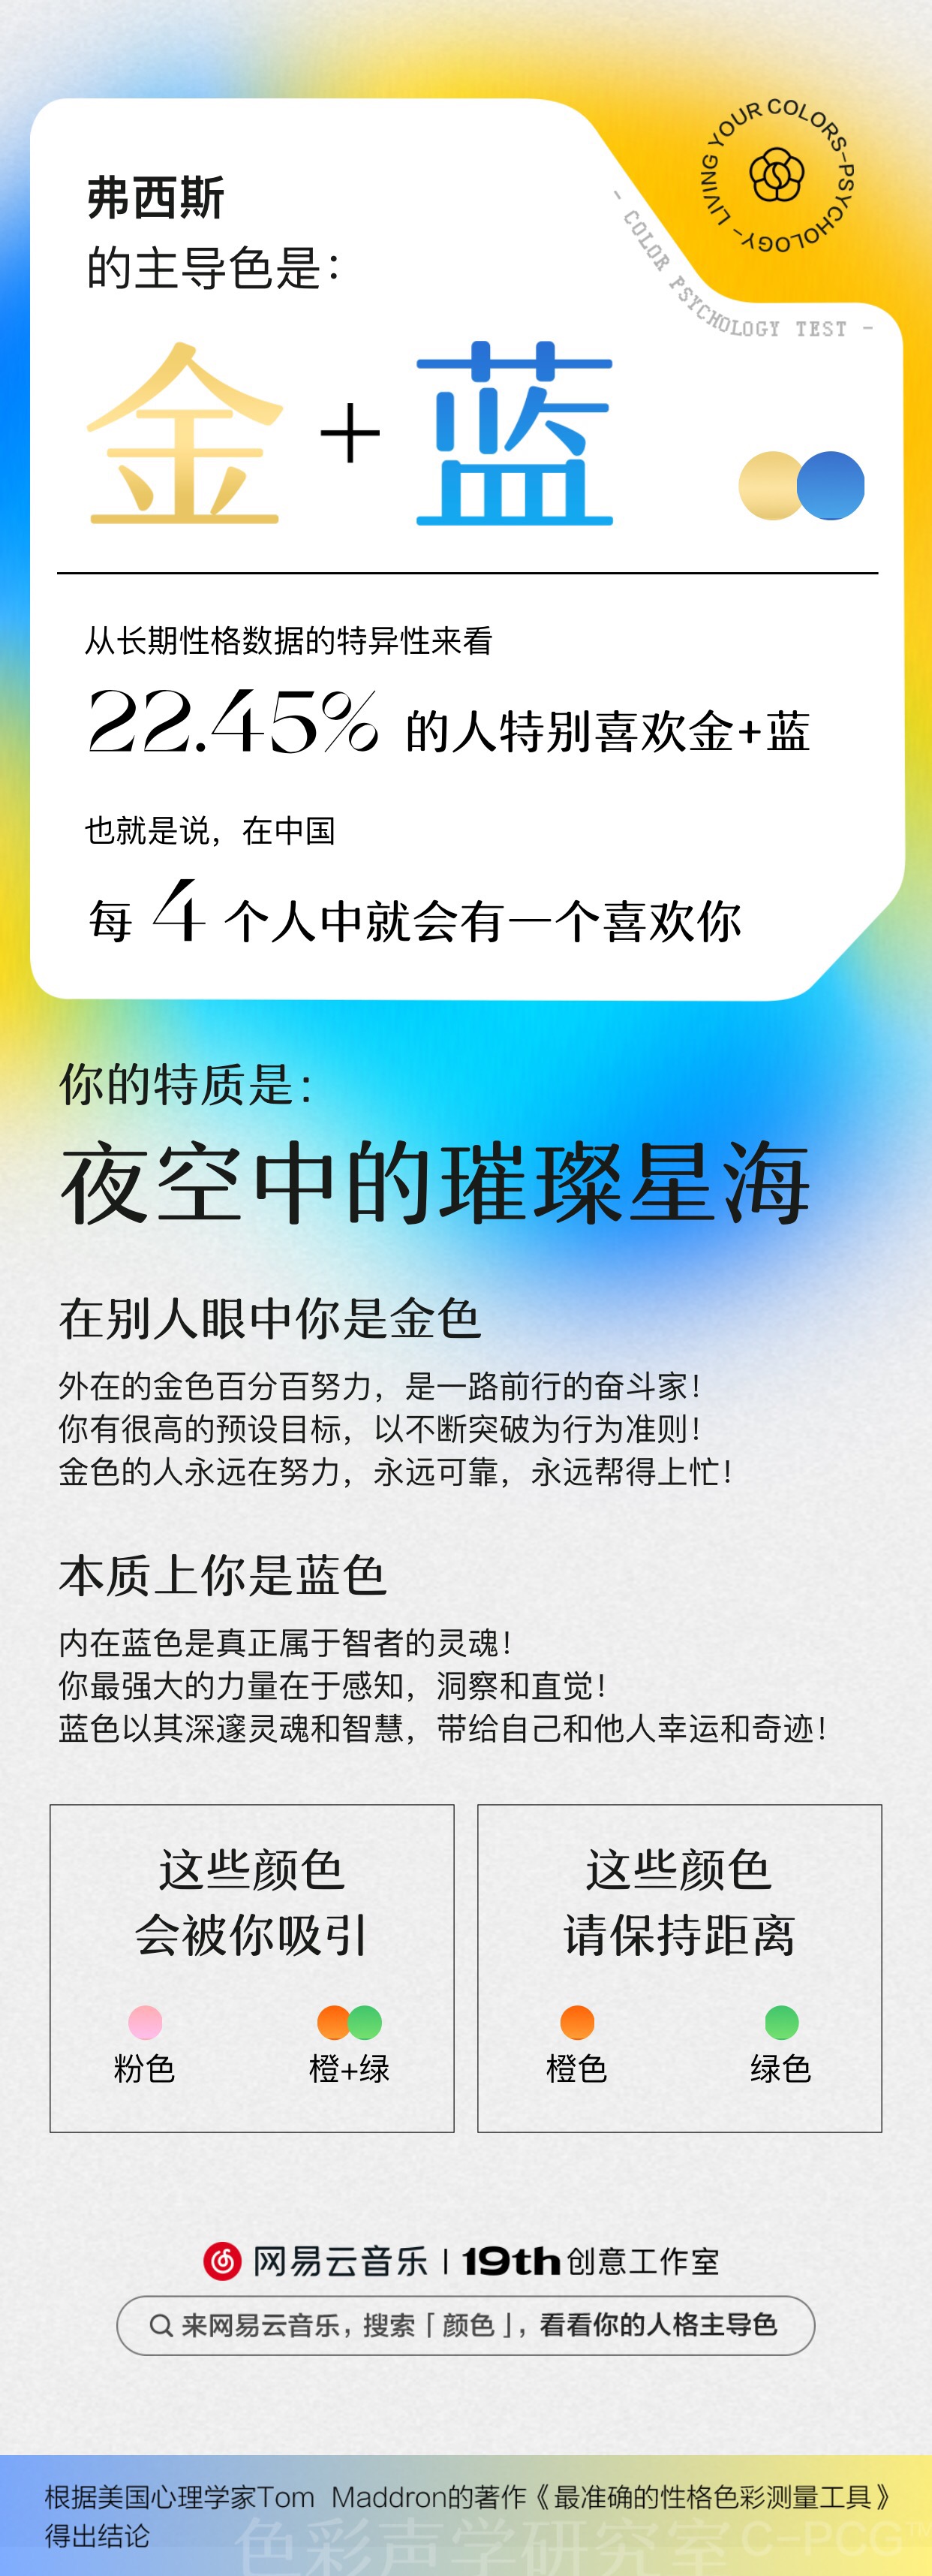 LIVING YOUR COLORS-PSYCHOLOGY-
- COLOR PSYCHOLOGY TEST -
弗西斯
的主导色是：
金+蓝
从长期性格数据的特异性来看
22.45% 的人特别喜欢金+蓝
也就是说，在中国
每 4 个人中就会有一个喜欢你
你的特质是：
夜空中的璀璨星海
在别人眼中你是金色
外在的金色百分百努力，是一路前行的奋斗家！
你有很高的预设目标，以不断突破为行为准则！
金色的人永远在努力，永远可靠，永远帮得上忙！
本质上你是蓝色
内在蓝色是真正属于智者的灵魂！
你最强大的力量在于感知，洞察和直觉！
蓝色以其深邃灵魂和智慧，带给自己和他人幸运和奇迹！
这些颜色
会被你吸引
粉色 橙+绿
这些颜色
请保持距离
橙色 绿色
网易云音乐 | 19th创意工作室
来网易云音乐，搜索「颜色」，看看你的人格主导色
根据美国心理学家Tom Maddron的著作《最准确的性格色彩测量工具》
得出结论
色彩声学研究室 C-PCG™